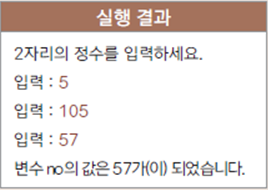 실행 결과
2자리의 정수를 입력하세요.
입력 : 5
입력 : 105
입력 : 57
변수 no의 값은 57가(이) 되었습니다.